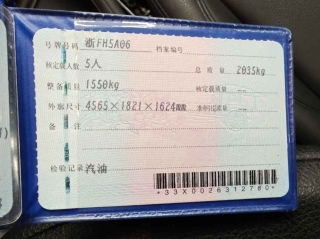 号牌号码 浙FH5A06 档案编号
核定载人数 5人 总质量 2035kg
整备质量 1550kg 核定载质量 --
外廓尺寸 4565×1821×1624mm 准牵引总质量 --
备注
检验记录 汽油
*33X0026312760*